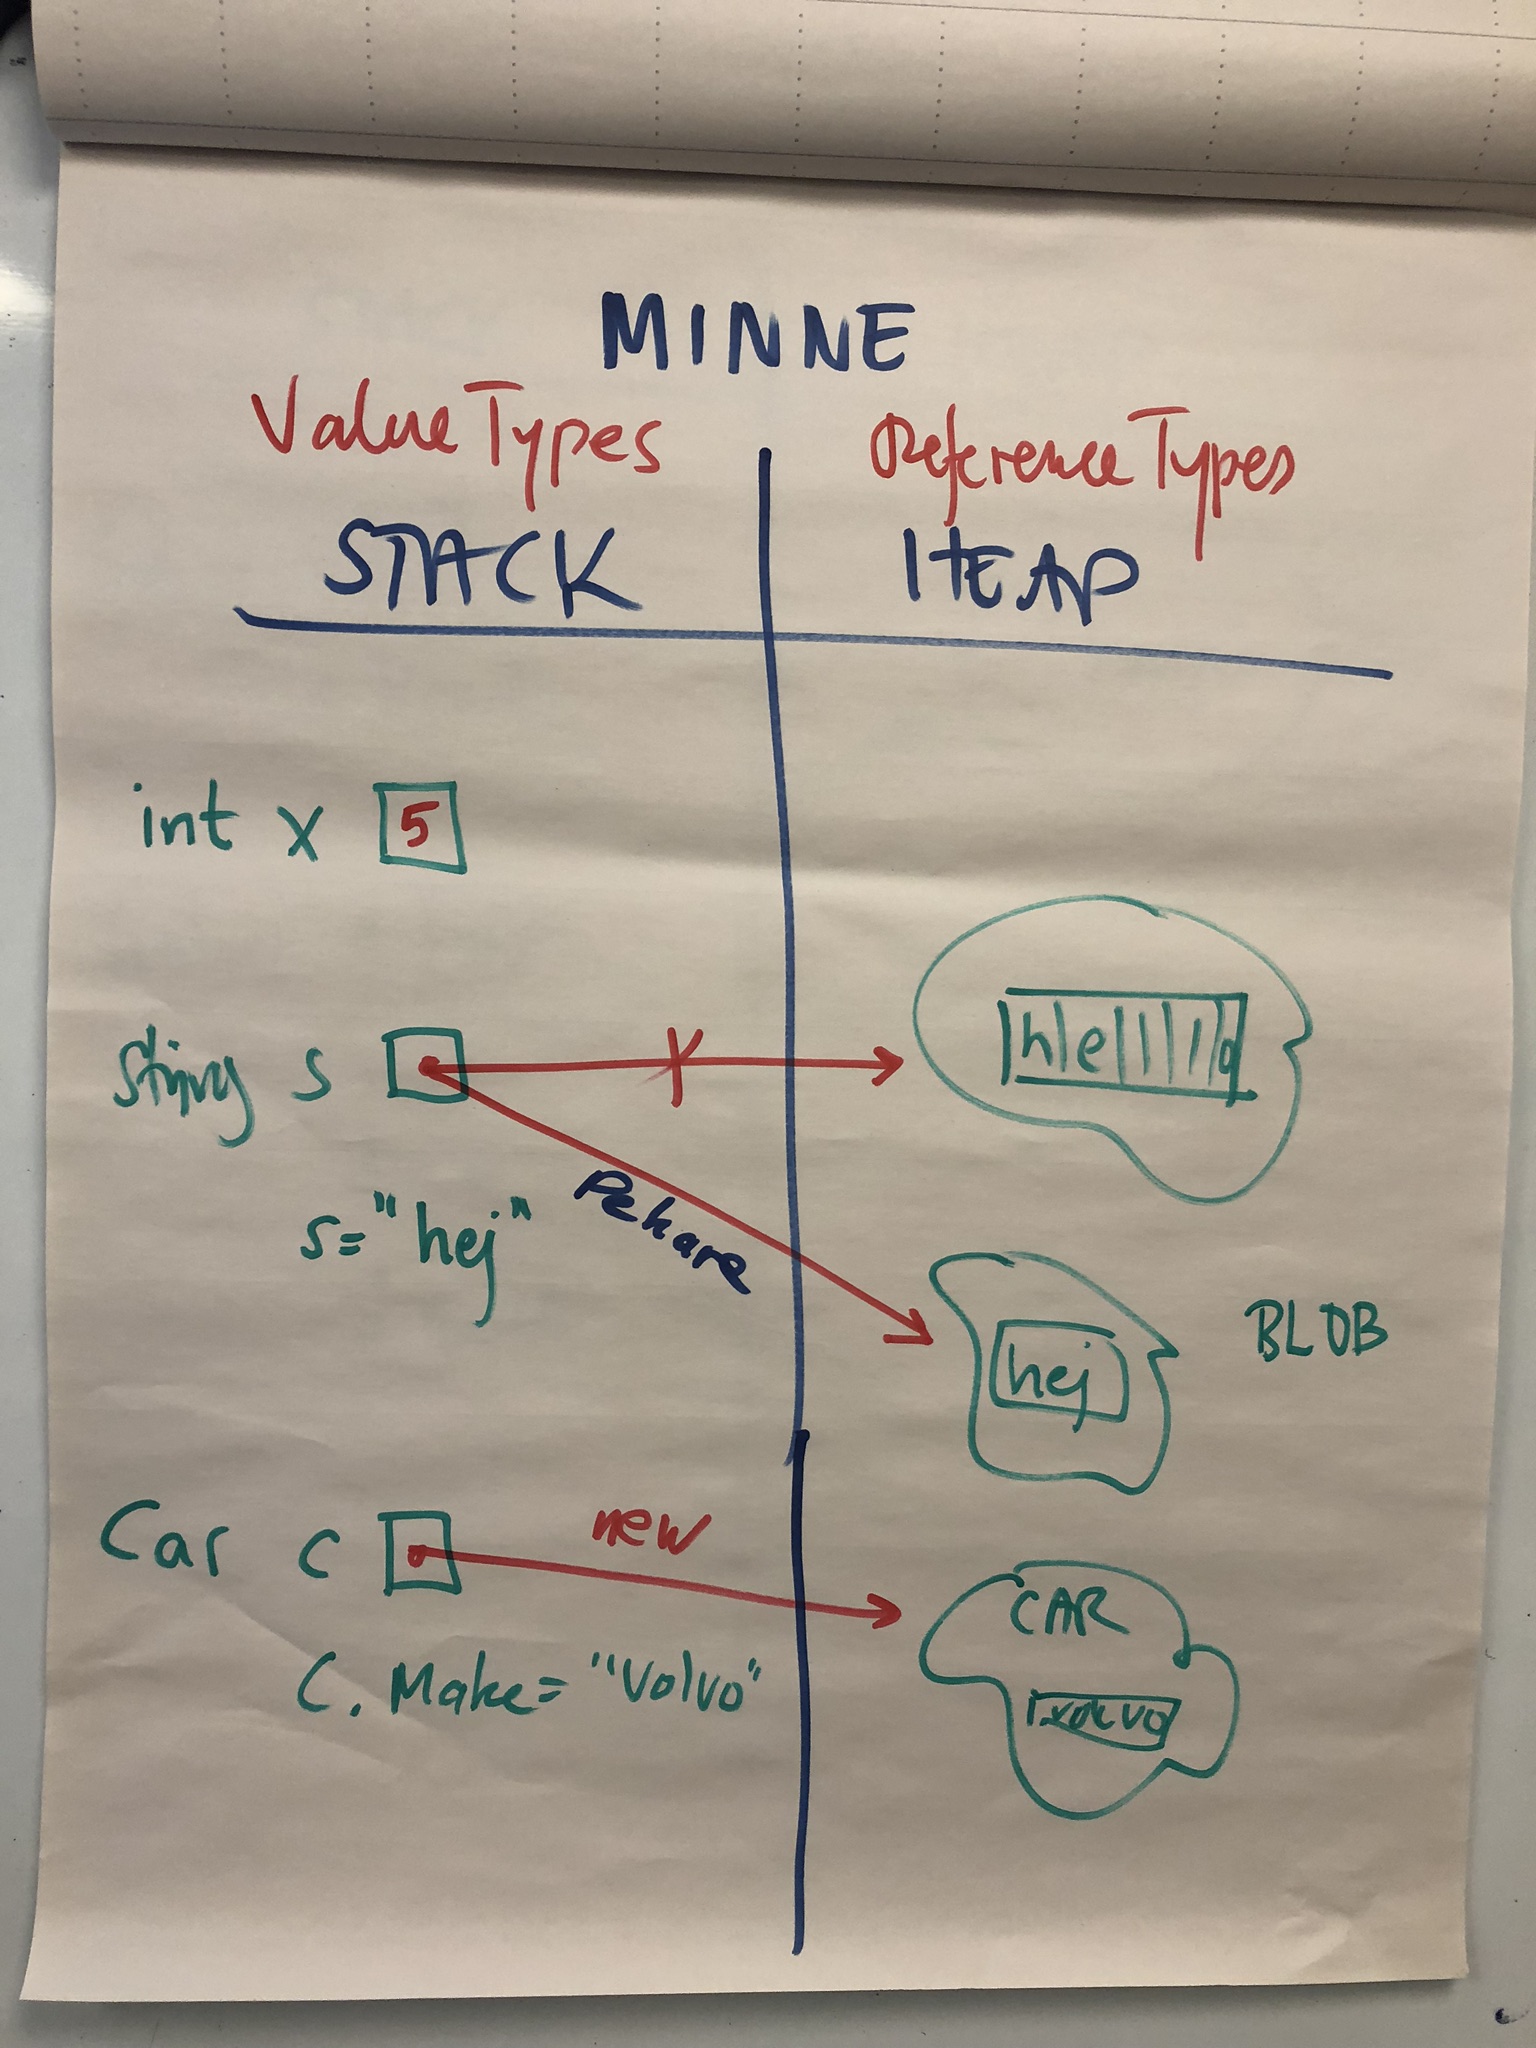 MINNE
Value Types
Reference Types
STACK
HEAP
int x 5
String s
hello
Pekare
s="hej"
hej
BLOB
Car c
new
CAR
C. Make= "Volvo"